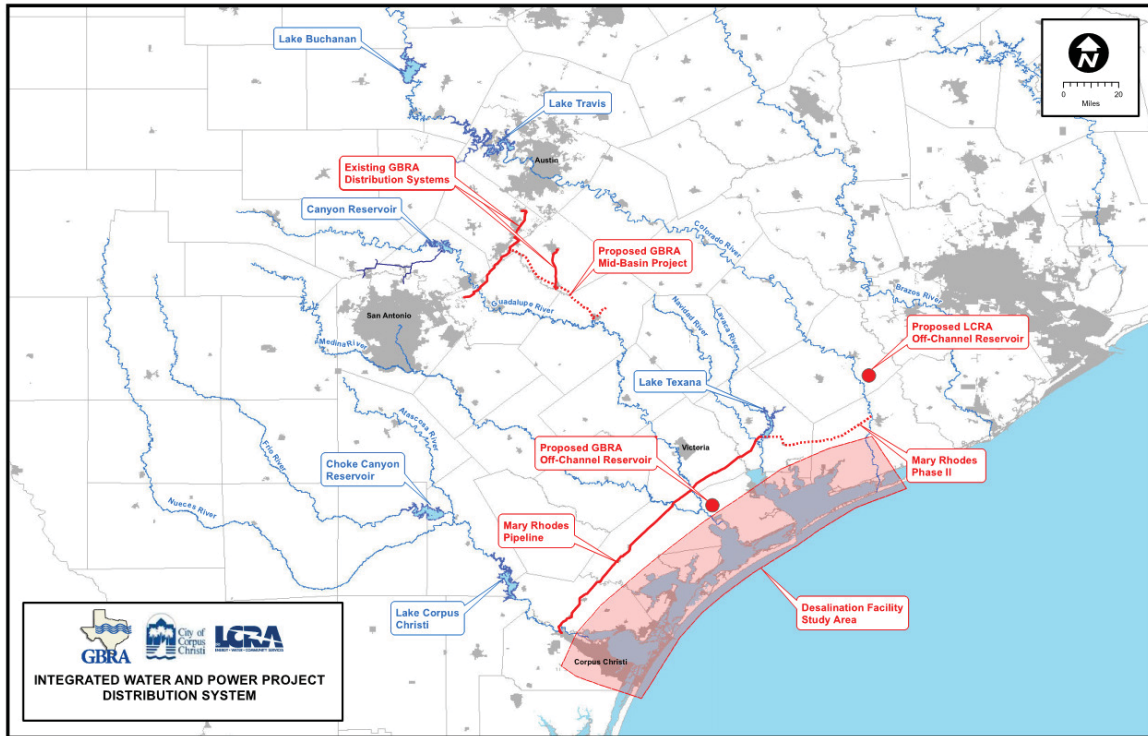 Lake Buchanan
N
0 20
Miles
Lake Travis
Austin
Existing GBRA
Distribution Systems
Canyon Reservoir
Colorado River
Proposed GBRA
Mid-Basin Project
Brazos River
Guadalupe River
Navidad River
Lavaca River
San Antonio
Medina River
Proposed LCRA
Off-Channel Reservoir
Lake Texana
Atascosa River
Frio River
Choke Canyon
Reservoir
Victoria
Proposed GBRA
Off-Channel Reservoir
Mary Rhodes
Phase II
Nueces River
Mary Rhodes
Pipeline
Lake Corpus
Christi
Desalination Facility
Study Area
Corpus Christi
GBRA
City of
Corpus
Christi
LCRA
ENERGY • WATER • COMMUNITY SERVICES
INTEGRATED WATER AND POWER PROJECT
DISTRIBUTION SYSTEM